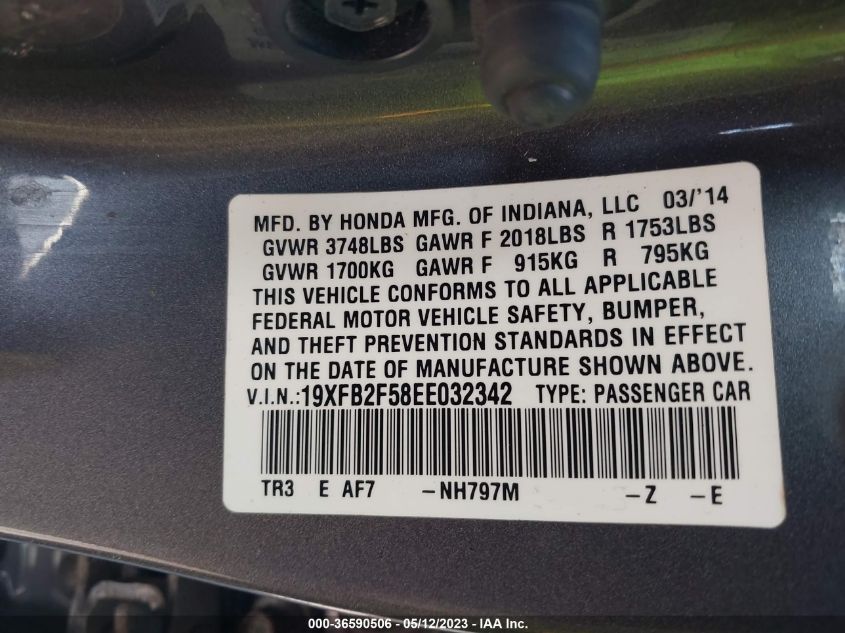 MFD. BY HONDA MFG. OF INDIANA, LLC 03/'14
GVWR 3748LBS GAWR F 2018LBS R 1753LBS
GVWR 1700KG GAWR F 915KG R 795KG
THIS VEHICLE CONFORMS TO ALL APPLICABLE
FEDERAL MOTOR VEHICLE SAFETY, BUMPER,
AND THEFT PREVENTION STANDARDS IN EFFECT
ON THE DATE OF MANUFACTURE SHOWN ABOVE.
V.I.N.:19XFB2F58EE032342 TYPE: PASSENGER CAR
TR3 E AF7 -NH797M -Z -E
000-36590506 - 05/12/2023 - IAA Inc.